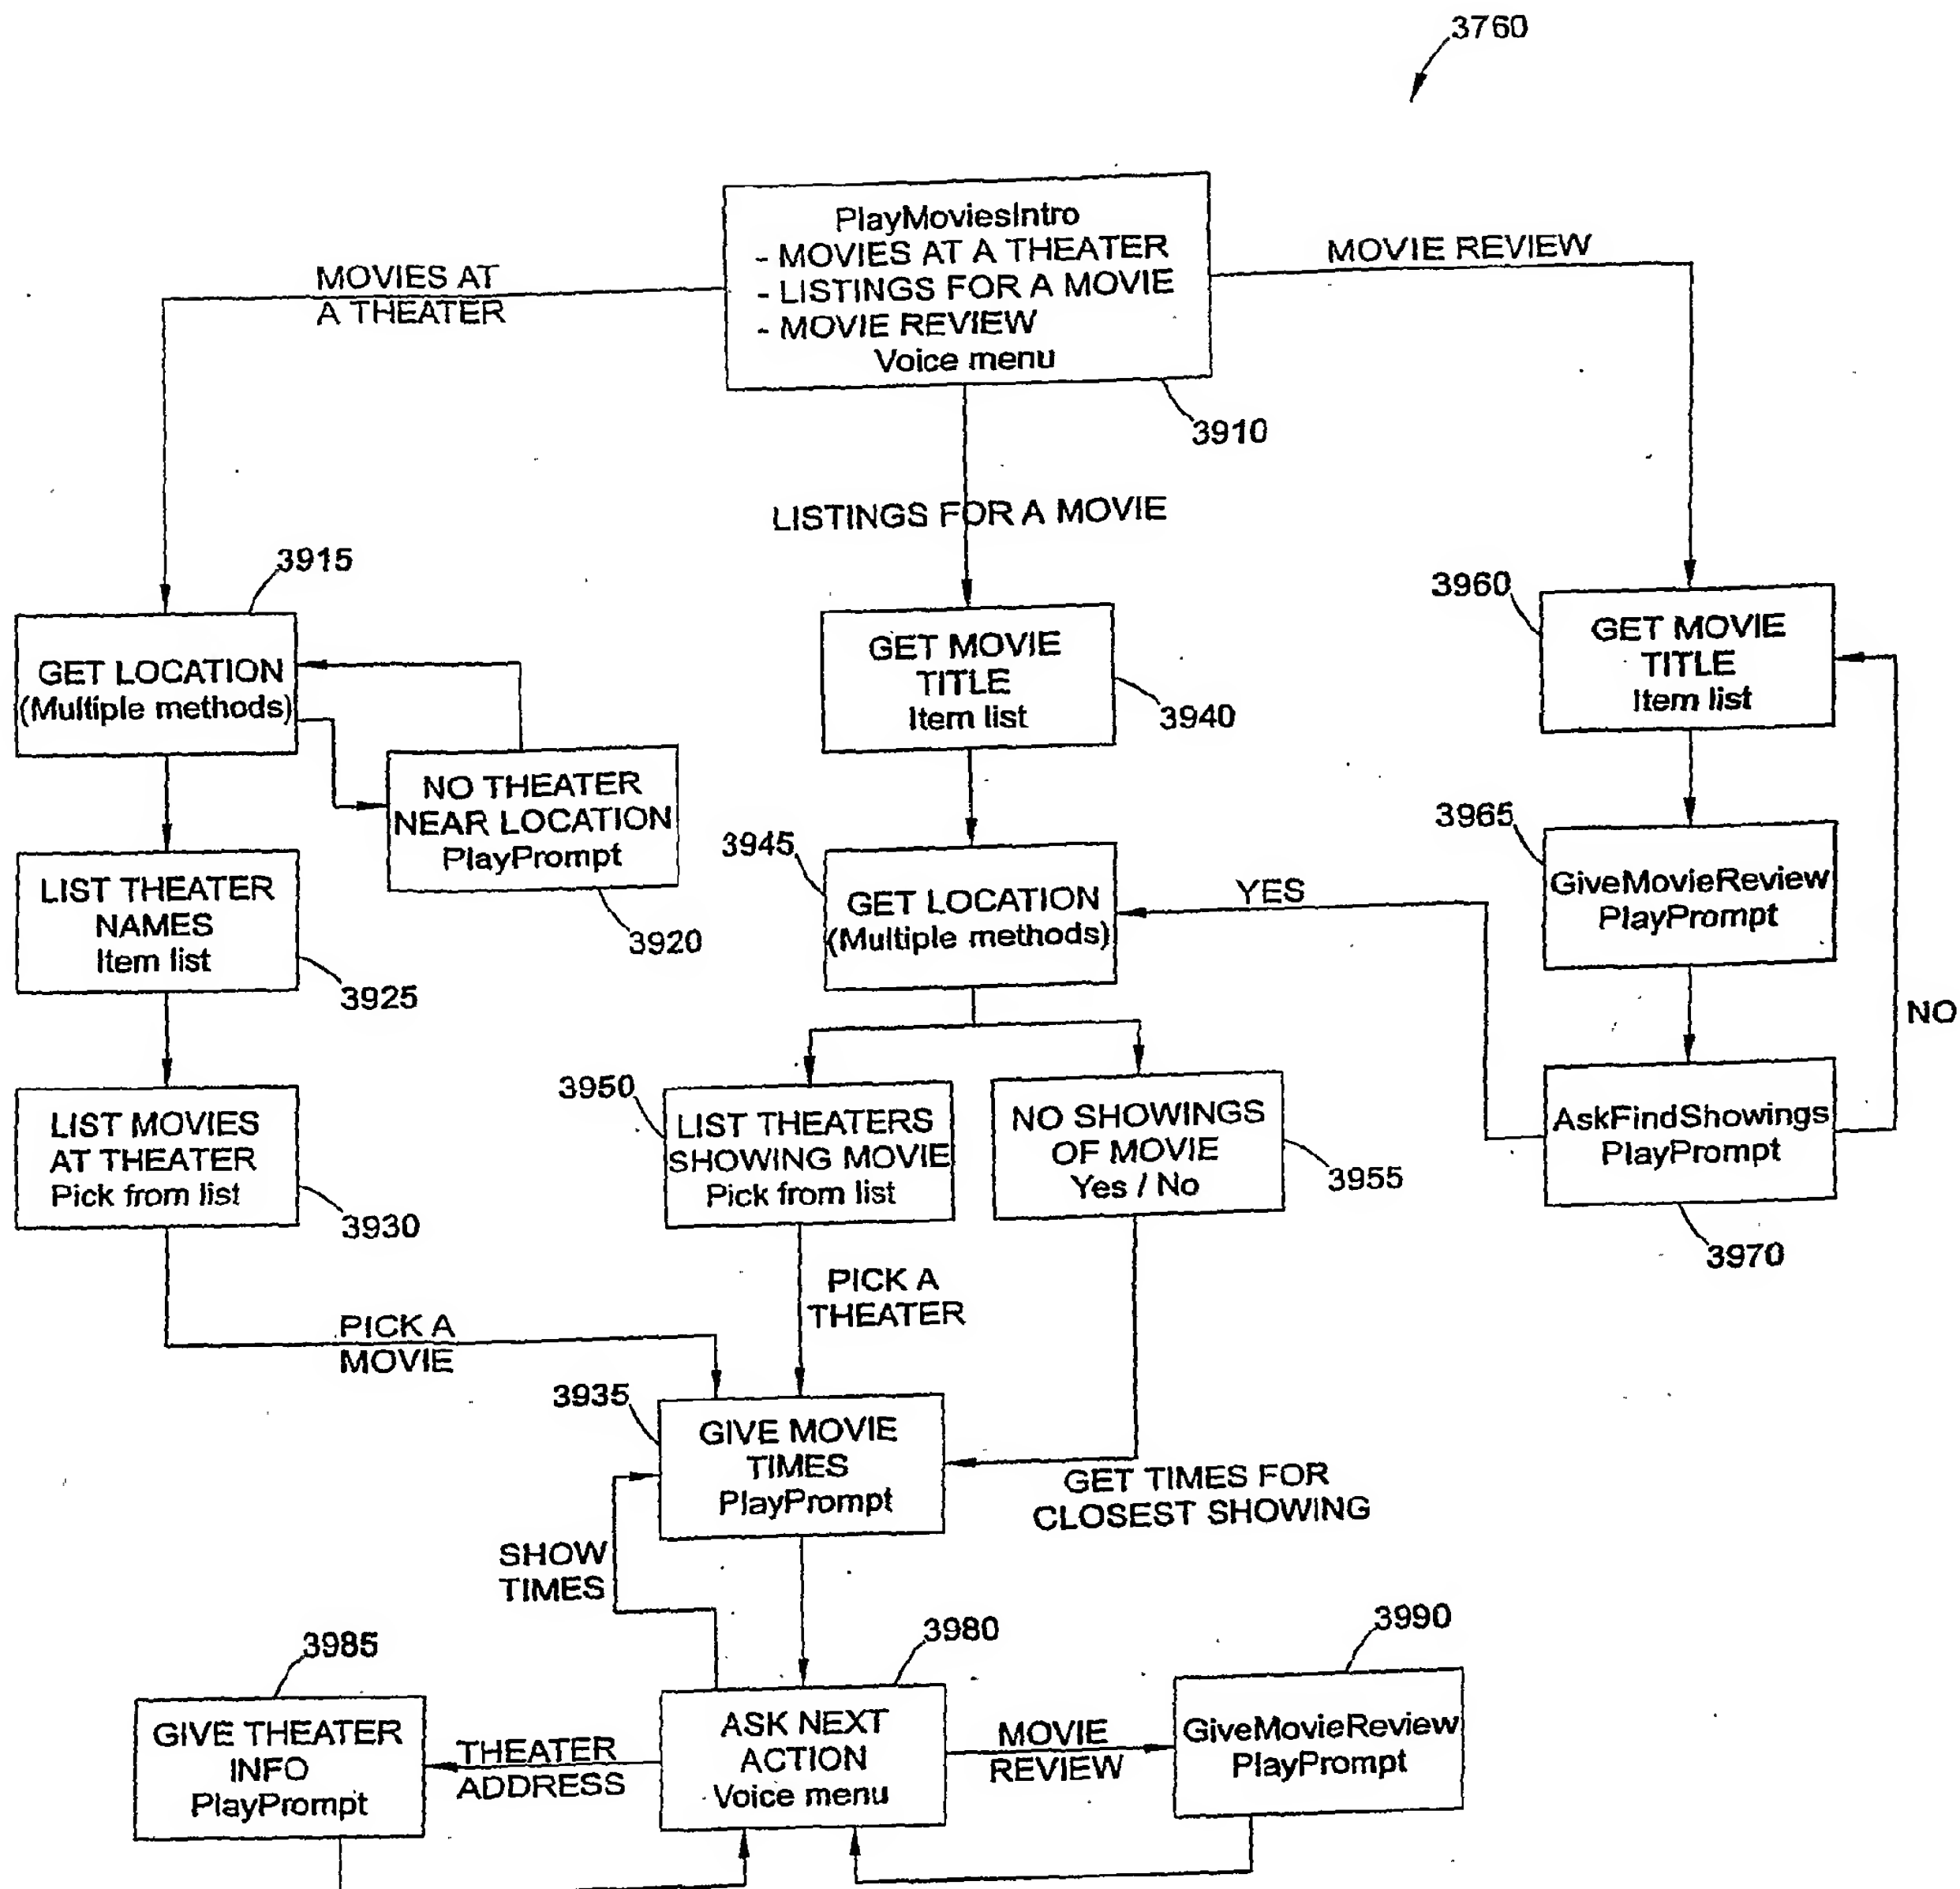 3760
PlayMoviesIntro
- MOVIES AT A THEATER
- LISTINGS FOR A MOVIE
- MOVIE REVIEW
Voice menu
3910
MOVIES AT
A THEATER
MOVIE REVIEW
LISTINGS FOR A MOVIE
3915
GET LOCATION
(Multiple methods)
NO THEATER
NEAR LOCATION
PlayPrompt
3920
LIST THEATER
NAMES
Item list
3925
LIST MOVIES
AT THEATER
Pick from list
3930
PICK A
MOVIE
GET MOVIE
TITLE
Item list
3940
3945
GET LOCATION
(Multiple methods)
YES
3950
LIST THEATERS
SHOWING MOVIE
Pick from list
NO SHOWINGS
OF MOVIE
Yes / No
3955
PICK A
THEATER
3960
GET MOVIE
TITLE
Item list
3965
GiveMovieReview
PlayPrompt
NO
AskFindShowings
PlayPrompt
3970
3935
GIVE MOVIE
TIMES
PlayPrompt
GET TIMES FOR
CLOSEST SHOWING
SHOW
TIMES
3985
GIVE THEATER
INFO
PlayPrompt
THEATER
ADDRESS
3980
ASK NEXT
ACTION
Voice menu
MOVIE
REVIEW
3990
GiveMovieReview
PlayPrompt